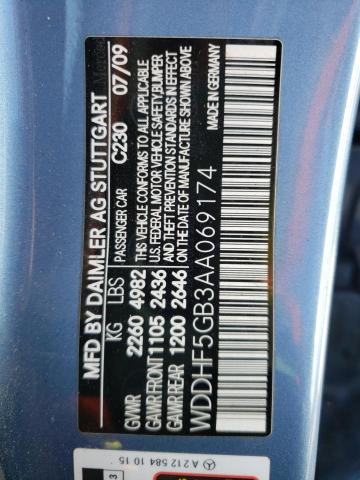 MFD BY DAIMLER AG STUTTGART
KG LBS PASSENGER CAR C230 07/09
GVWR 2260 4982 THIS VEHICLE CONFORMS TO ALL APPLICABLE
GAWR FRONT 1105 2436 U.S. FEDERAL MOTOR VEHICLE SAFETY, BUMPER
GAWR REAR 1200 2646 AND THEFT PREVENTION STANDARDS IN EFFECT
ON THE DATE OF MANUFACTURE SHOWN ABOVE
WDDHF5GB3AA069174 MADE IN GERMANY
A 212 584 10 15